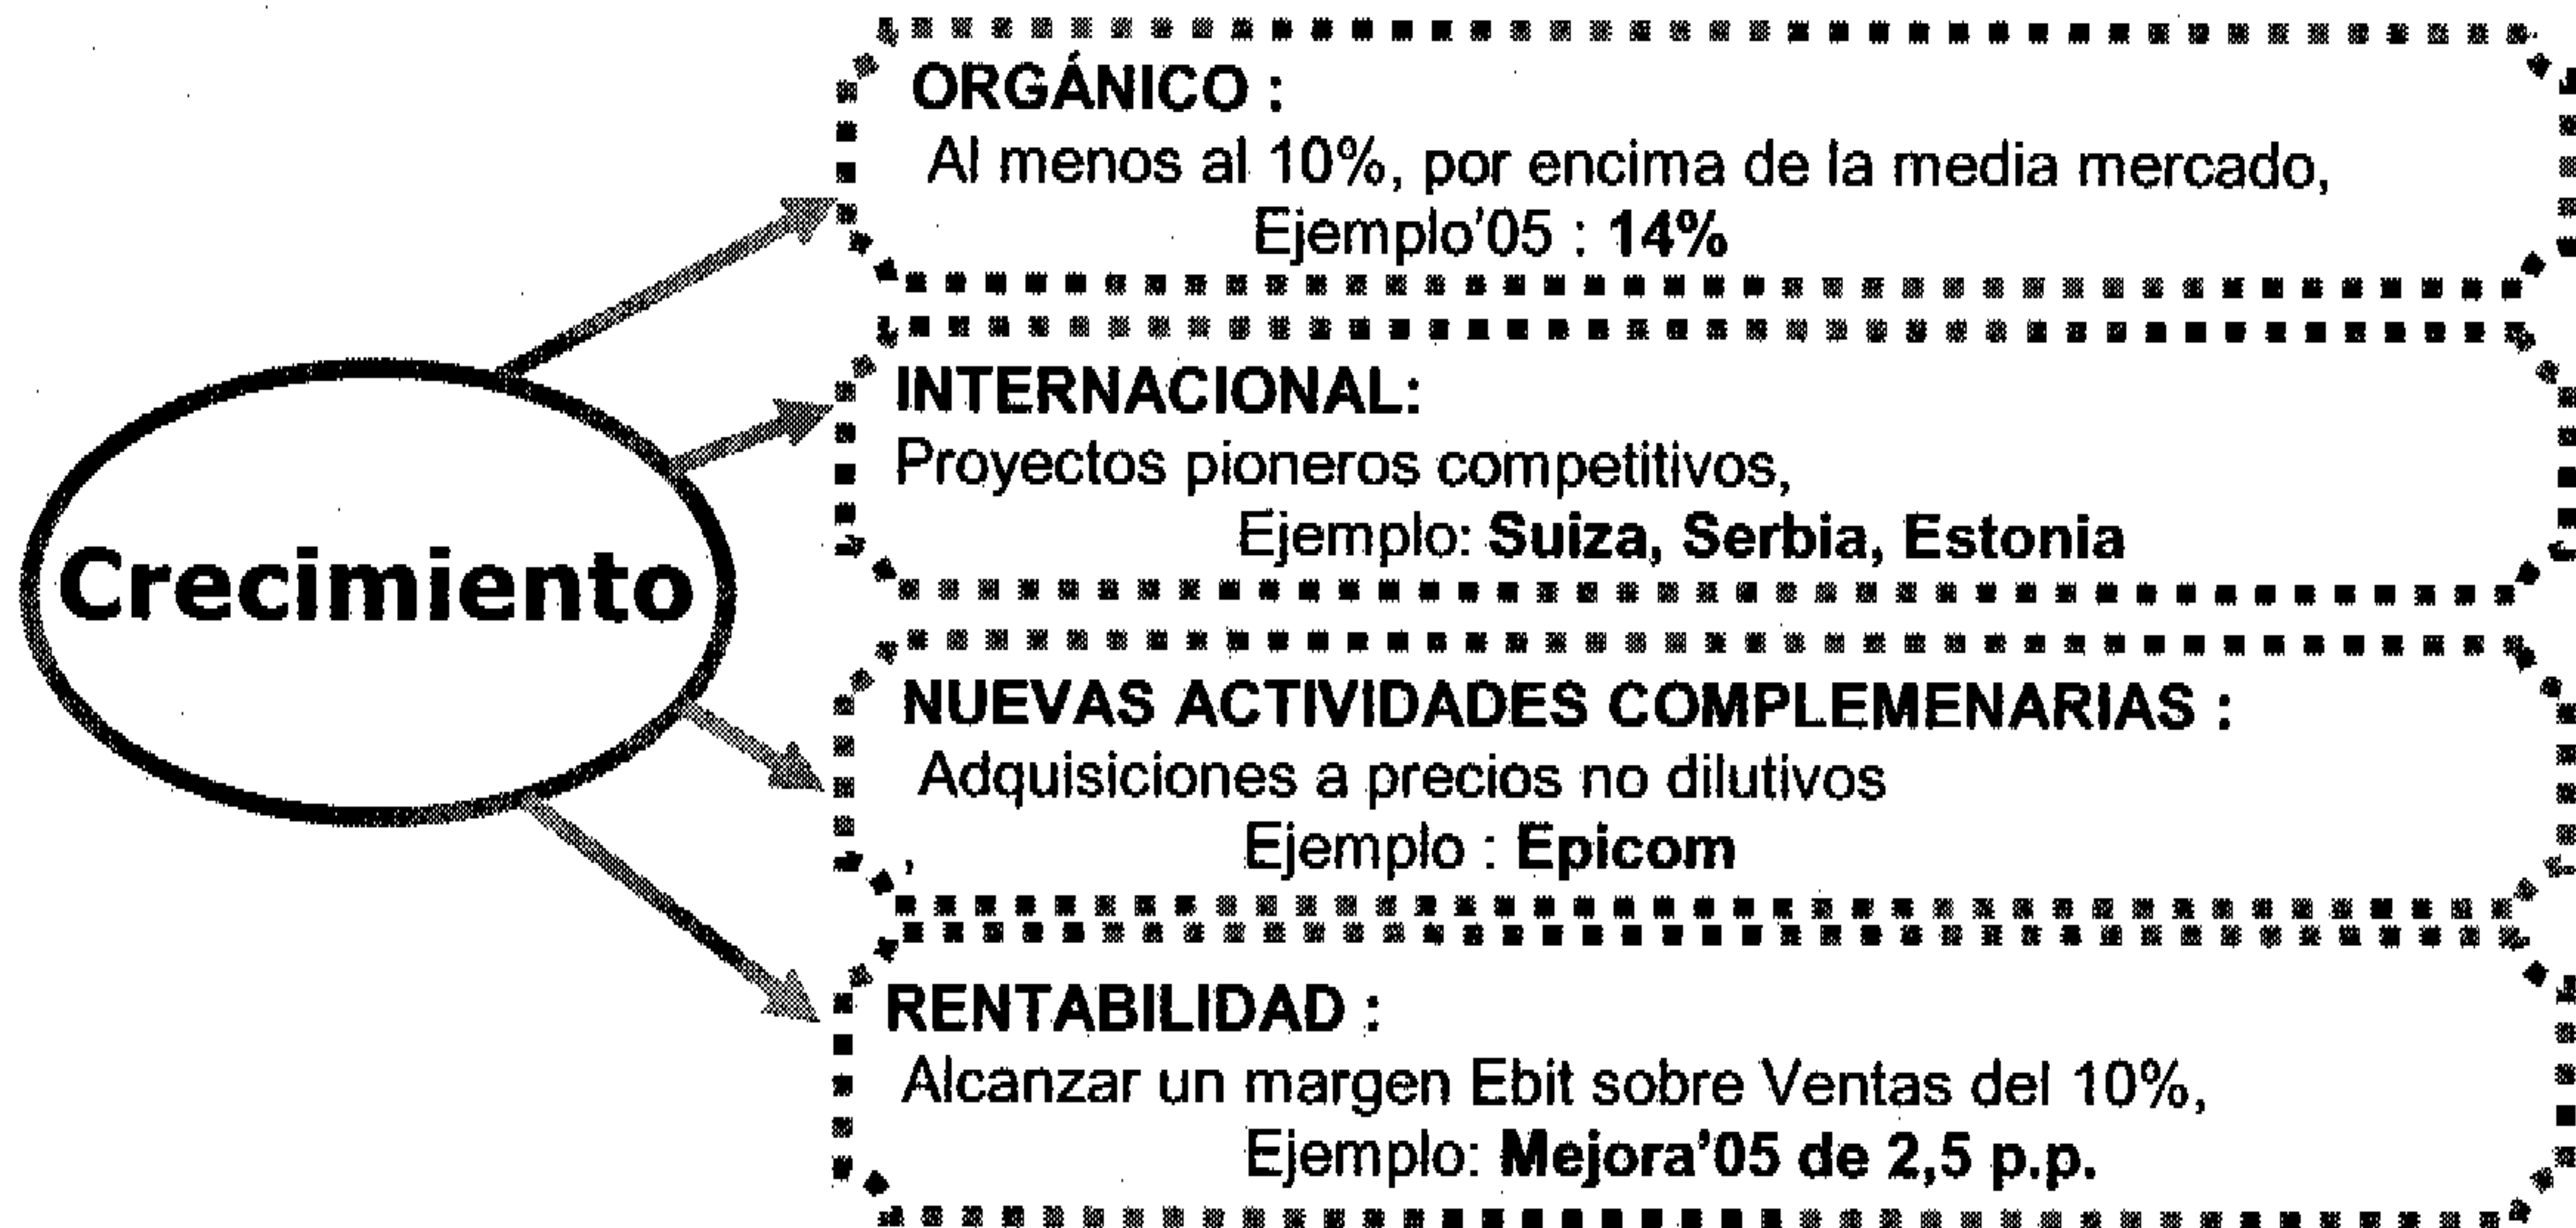 Crecimiento
ORGÁNICO :
Al menos al 10%, por encima de la media mercado,
Ejemplo'05 : 14%
INTERNACIONAL:
Proyectos pioneros competitivos,
Ejemplo: Suiza, Serbia, Estonia
NUEVAS ACTIVIDADES COMPLEMENARIAS :
Adquisiciones a precios no dilutivos
, Ejemplo : Epicom
RENTABILIDAD :
Alcanzar un margen Ebit sobre Ventas del 10%,
Ejemplo: Mejora'05 de 2,5 p.p.